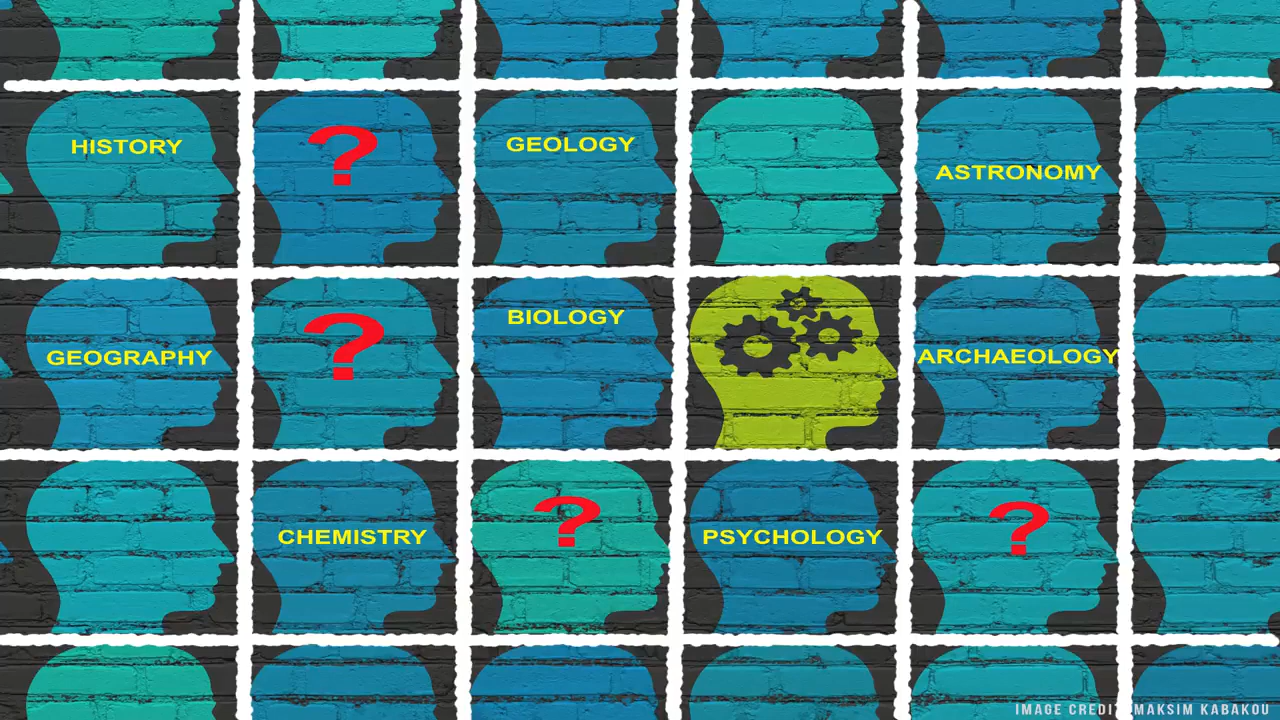 HISTORY
?
GEOLOGY
ASTRONOMY
GEOGRAPHY
?
BIOLOGY
ARCHAEOLOGY
CHEMISTRY
?
PSYCHOLOGY
?
IMAGE CREDIT MAKSIM KABAKOU